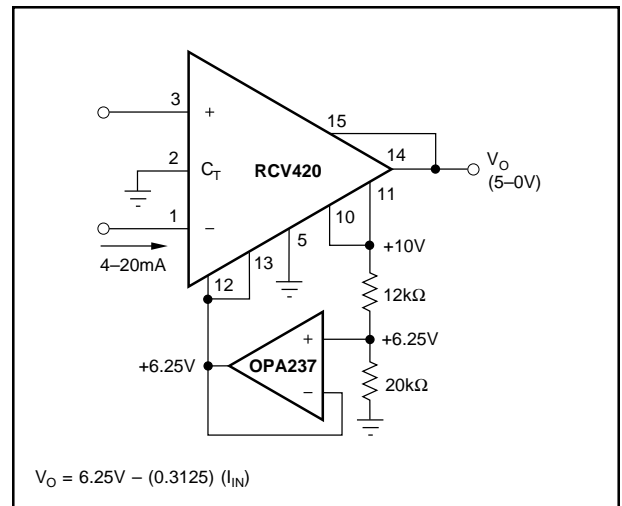 3
+
15
2
C_T
RCV420
14
V_O
(5–0V)
11
1
–
10
5
+10V
4–20mA
13
12
12kΩ
+
+6.25V
+6.25V
OPA237
20kΩ
–
V_O = 6.25V – (0.3125) (I_IN)